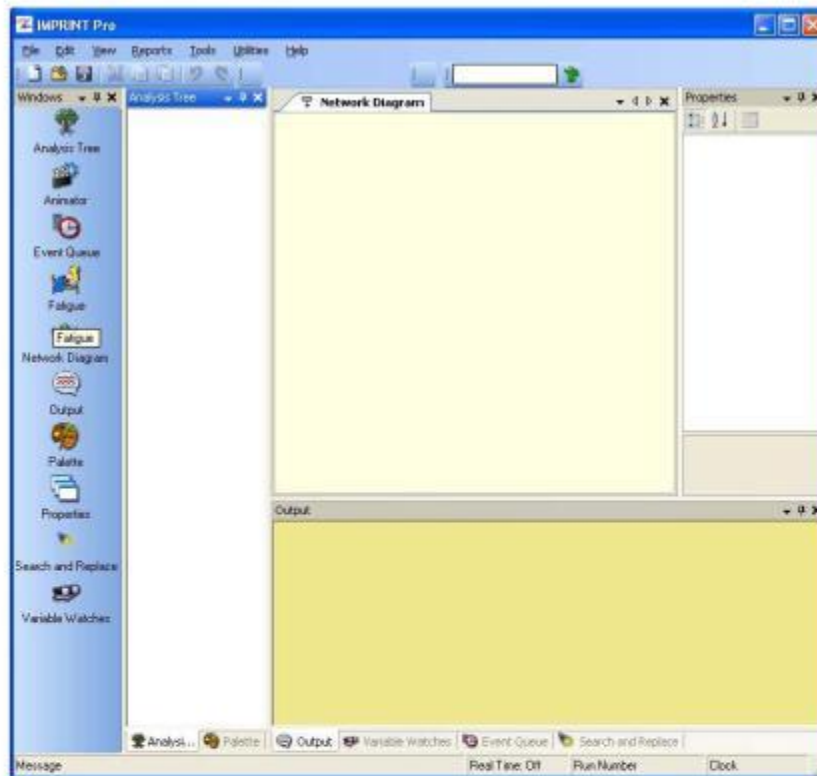 IMPRINT Pro
File Edit View Reports Tools Utilities Help
Windows
Analysis Tree
Network Diagram
Properties
Analysis Tree
Animator
Event Queue
Fatigue
Fatigue
Network Diagram
Output
Palette
Properties
Search and Replace
Variable Watches
Output
Analysi... Palette Output Variable Watches Event Queue Search and Replace
Message Real Time: Off Run Number Clock